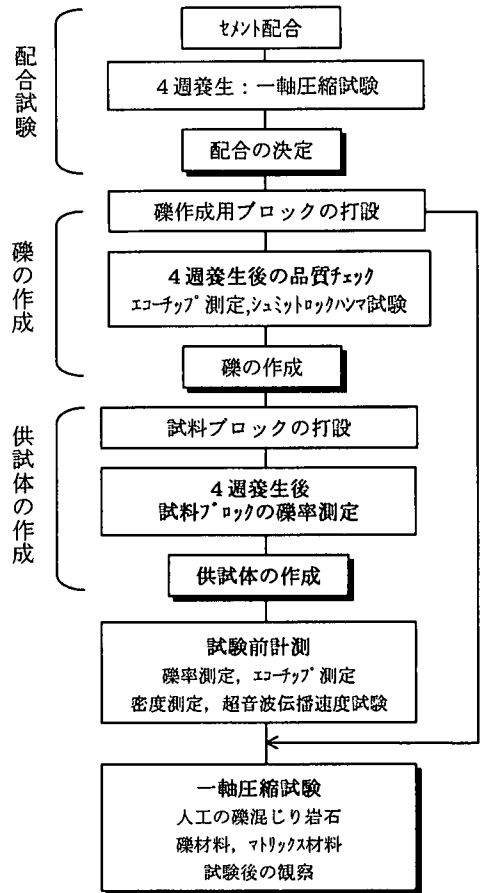 配合試験
ｾﾒﾝﾄ配合
４週養生：一軸圧縮試験
配合の決定
礫の作成
礫作成用ブロックの打設
４週養生後の品質チェック
ｴｺｰﾁｯﾌﾟ測定,ｼｭﾐｯﾄﾛｯｸﾊﾝﾏ試験
礫の作成
供試体の作成
試料ブロックの打設
４週養生後
試料ﾌﾞﾛｯｸの礫率測定
供試体の作成
試験前計測
礫率測定，ｴｺｰﾁｯﾌﾟ測定
密度測定，超音波伝播速度試験
一軸圧縮試験
人工の礫混じり岩石
礫材料，ﾏﾄﾘｯｸｽ材料
試験後の観察